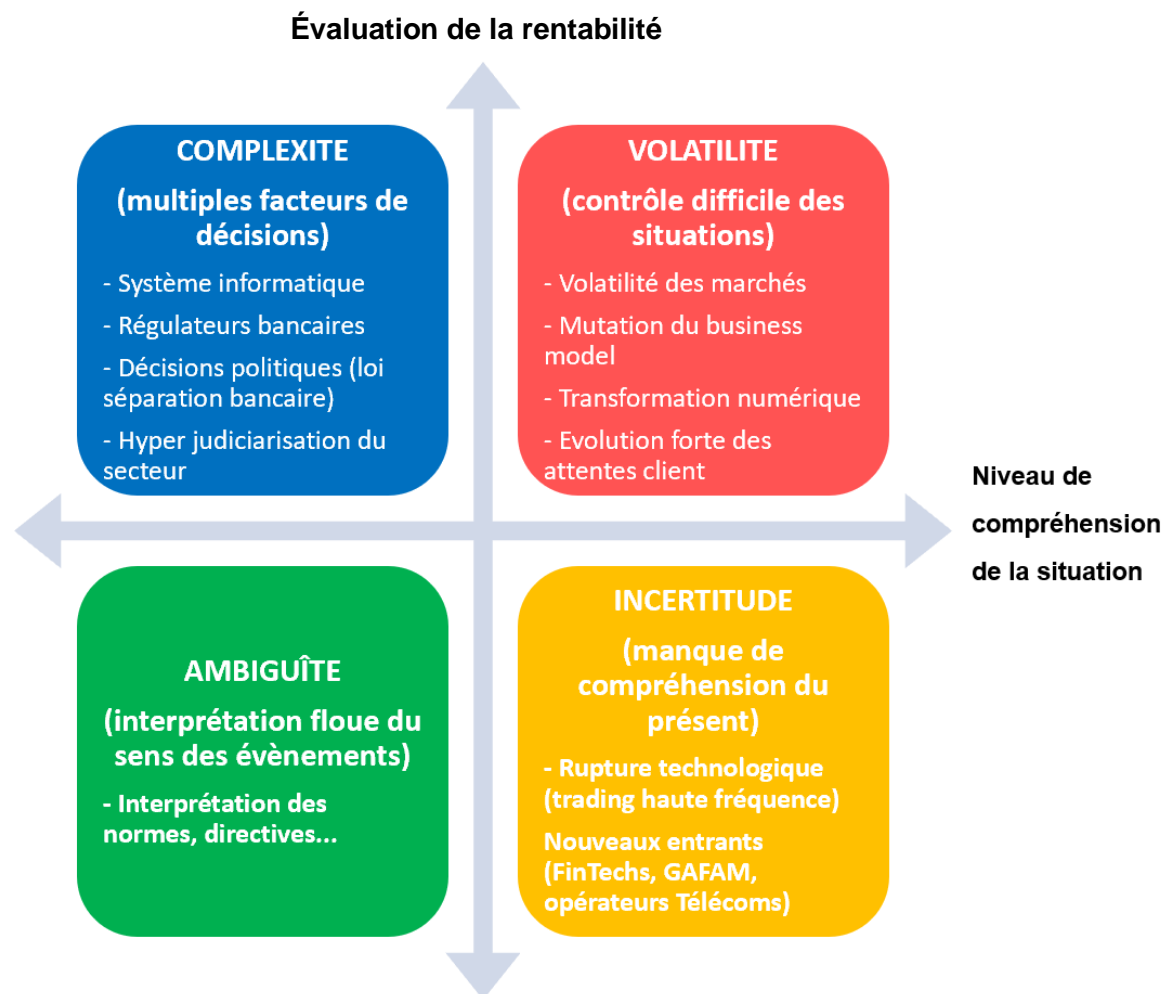 Évaluation de la rentabilité
COMPLEXITE
(multiples facteurs de
décisions)
- Système informatique
- Régulateurs bancaires
- Décisions politiques (loi
séparation bancaire)
- Hyper judiciarisation du
secteur
VOLATILITE
(contrôle difficile des
situations)
- Volatilité des marchés
- Mutation du business
model
- Transformation numérique
- Evolution forte des
attentes client
Niveau de
compréhension
de la situation
AMBIGUÎTE
(interprétation floue du
sens des évènements)
- Interprétation des
normes, directives...
INCERTITUDE
(manque de
compréhension du
présent)
- Rupture technologique
(trading haute fréquence)
Nouveaux entrants
(FinTechs, GAFAM,
opérateurs Télécoms)